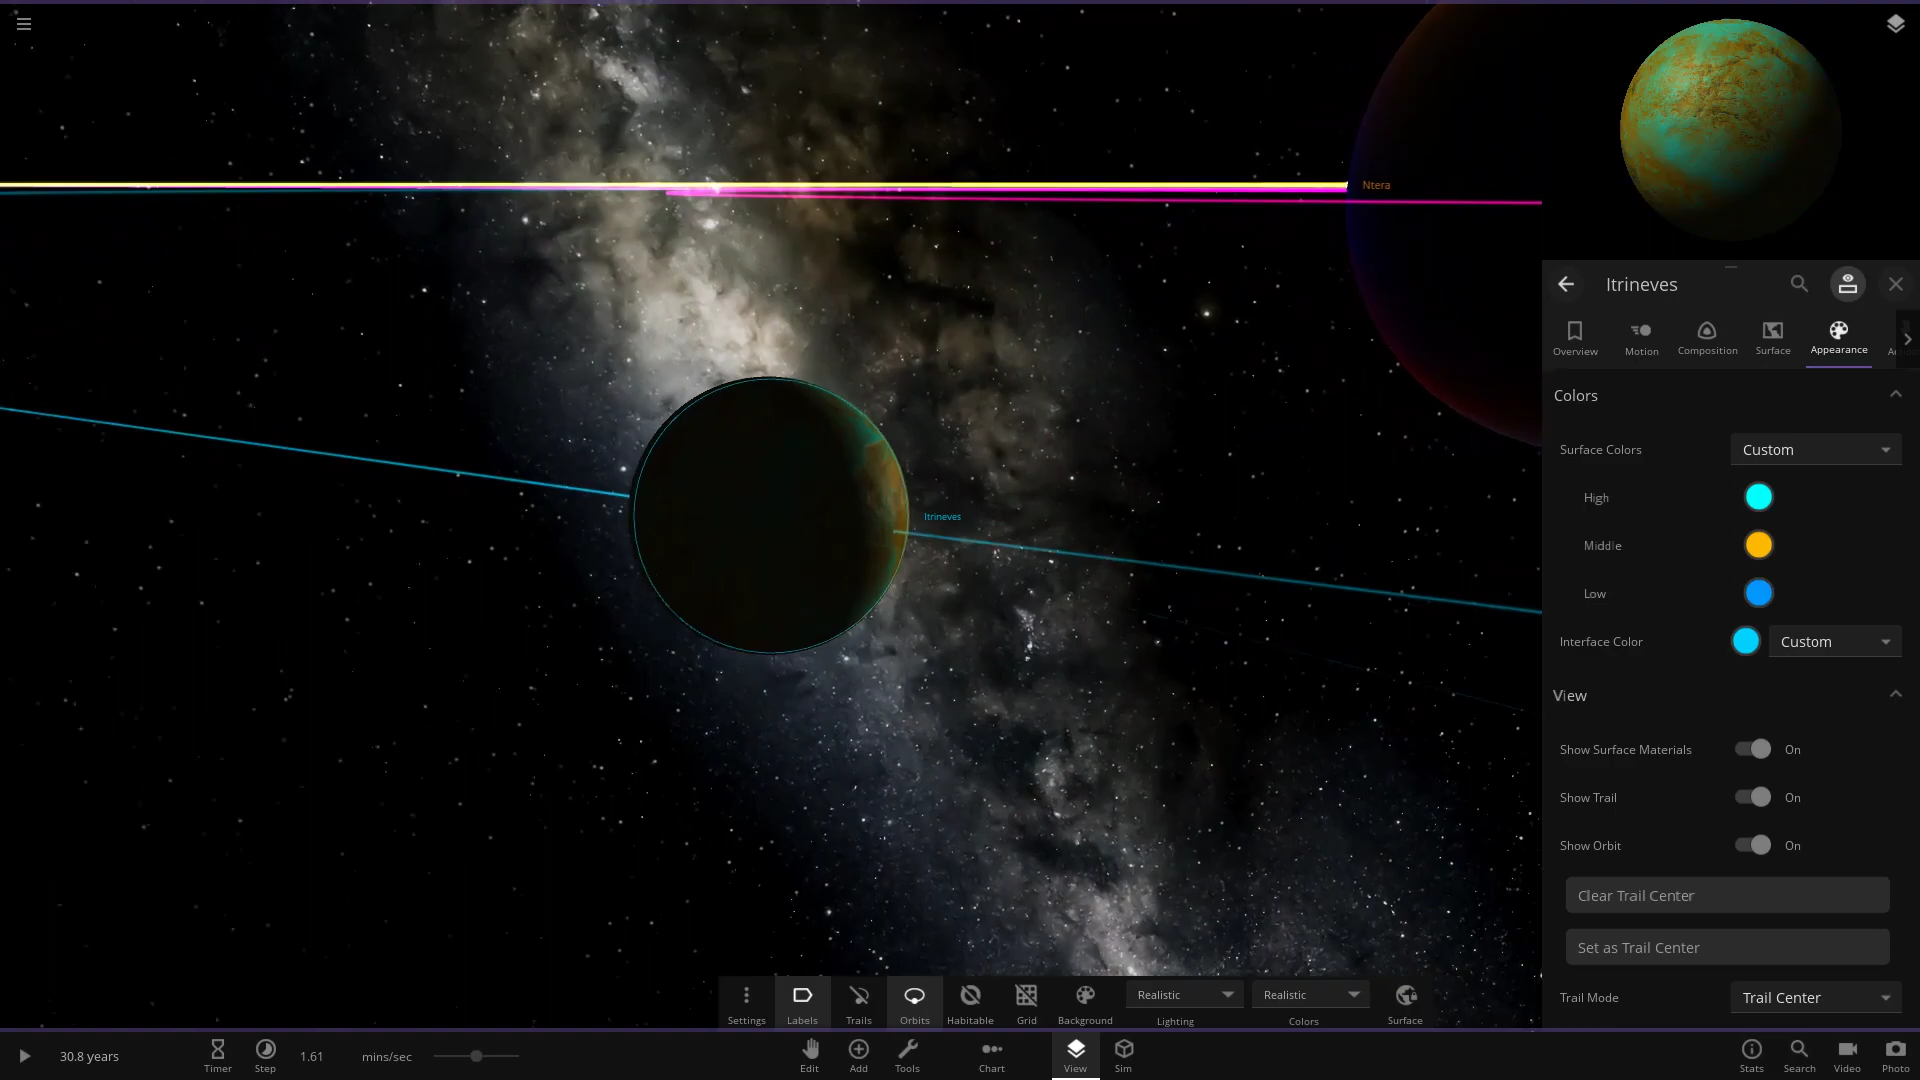 Ntera
Itrineves
Itrineves
Overview
Motion
Composition
Surface
Appearance
Colors
Surface Colors
Custom
High
Middle
Low
Interface Color
Custom
View
Show Surface Materials
On
Show Trail
On
Show Orbit
On
Clear Trail Center
Set as Trail Center
Trail Mode
Trail Center
Settings
Labels
Trails
Orbits
Habitable
Grid
Background
Realistic
Lighting
Realistic
Colors
Surface
30.8 years
Timer
Step
1.61
mins/sec
Edit
Add
Tools
Chart
View
Sim
Stats
Search
Video
Photo